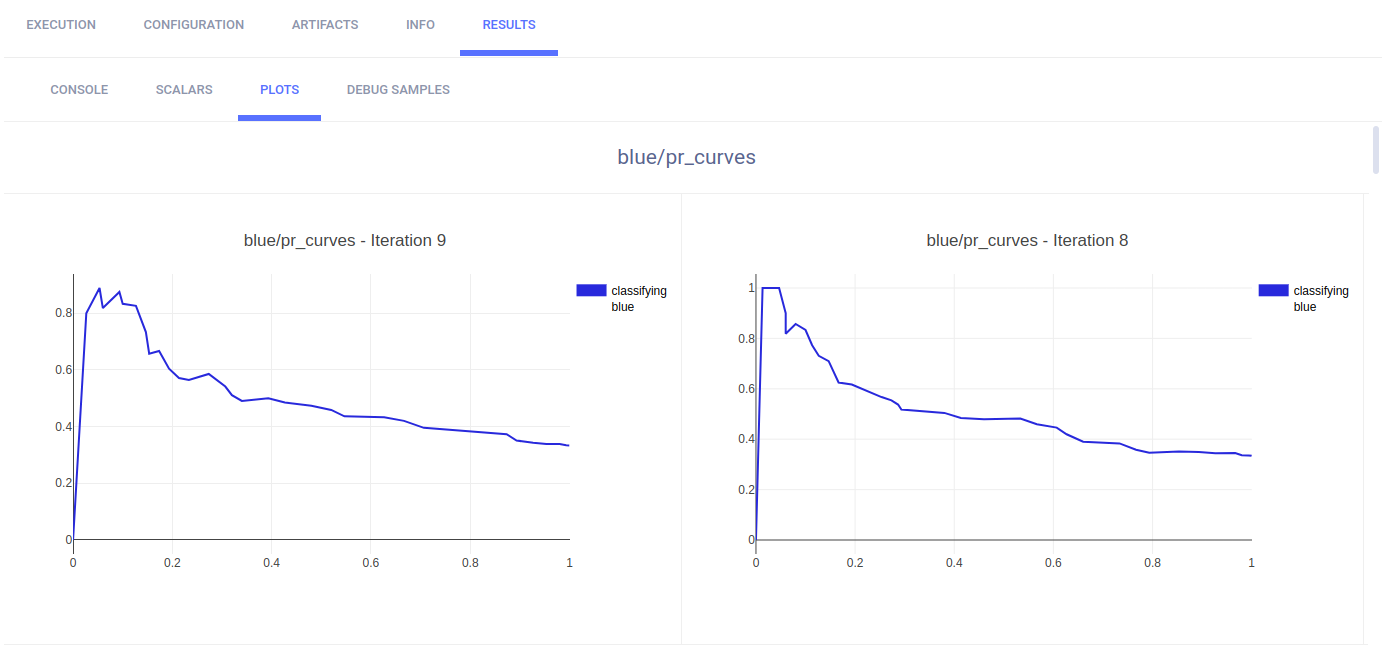 EXECUTION CONFIGURATION ARTIFACTS INFO RESULTS
CONSOLE SCALARS PLOTS DEBUG SAMPLES
blue/pr_curves
blue/pr_curves - Iteration 9
classifying
blue
0.8
0.6
0.4
0.2
0
0 0.2 0.4 0.6 0.8 1
blue/pr_curves - Iteration 8
classifying
blue
1
0.8
0.6
0.4
0.2
0
0 0.2 0.4 0.6 0.8 1